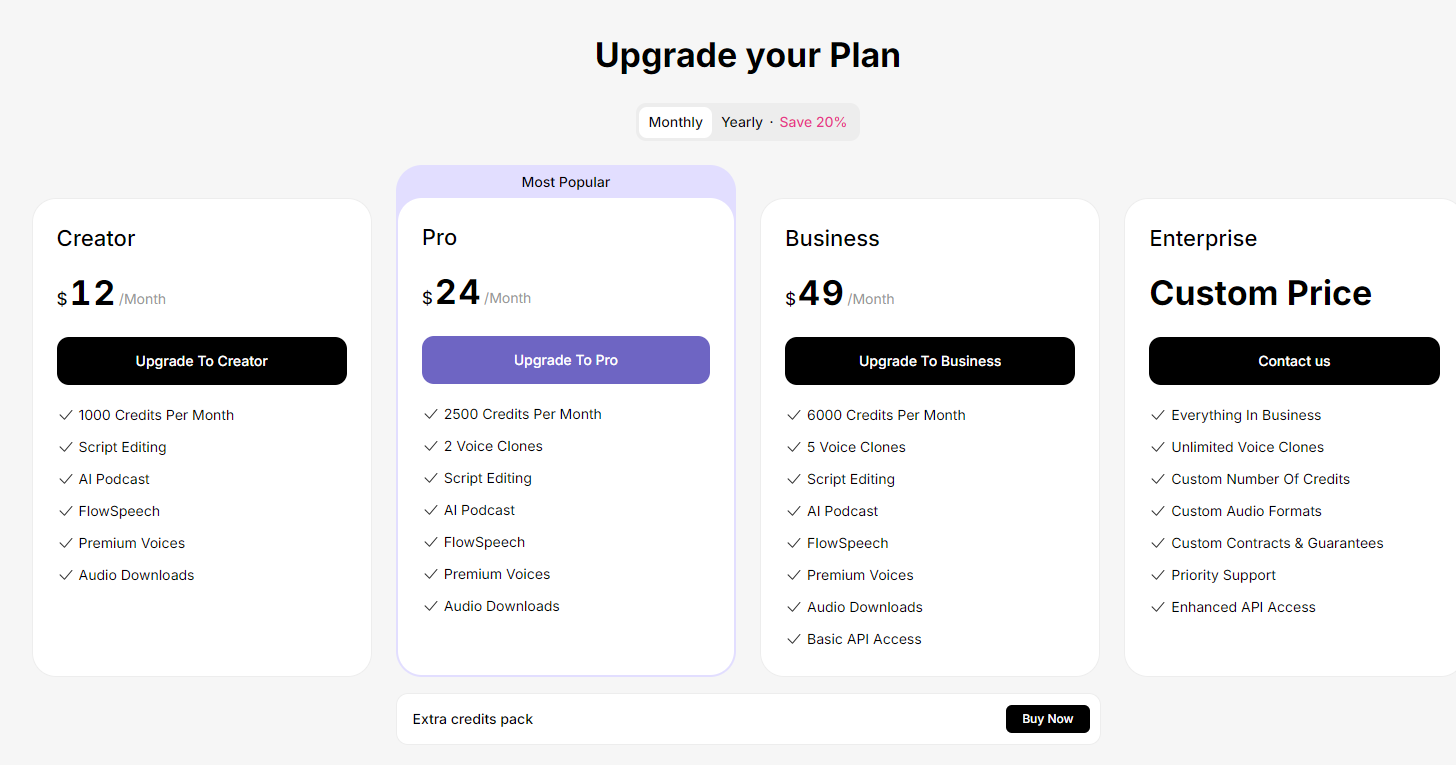 Upgrade your Plan
Monthly Yearly · Save 20%
Most Popular
Creator
$12/Month
Upgrade To Creator
1000 Credits Per Month
Script Editing
AI Podcast
FlowSpeech
Premium Voices
Audio Downloads
Pro
$24/Month
Upgrade To Pro
2500 Credits Per Month
2 Voice Clones
Script Editing
AI Podcast
FlowSpeech
Premium Voices
Audio Downloads
Business
$49/Month
Upgrade To Business
6000 Credits Per Month
5 Voice Clones
Script Editing
AI Podcast
FlowSpeech
Premium Voices
Audio Downloads
Basic API Access
Enterprise
Custom Price
Contact us
Everything In Business
Unlimited Voice Clones
Custom Number Of Credits
Custom Audio Formats
Custom Contracts & Guarantees
Priority Support
Enhanced API Access
Extra credits pack
Buy Now